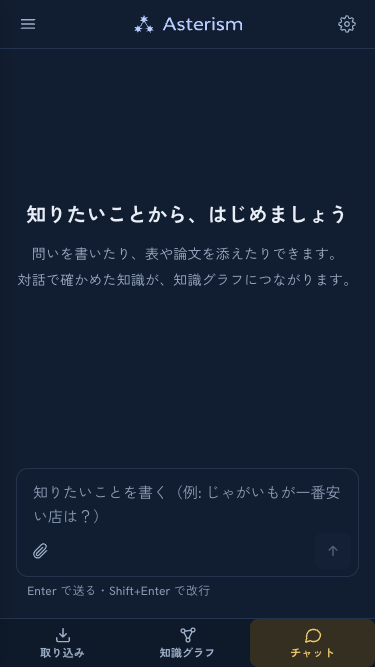 Asterism
知りたいことから、はじめましょう
問いを書いたり、表や論文を添えたりできます。
対話で確かめた知識が、知識グラフにつながります。
知りたいことを書く（例: じゃがいもが一番安
い店は？）
Enter で送る・Shift+Enter で改行
取り込み
知識グラフ
チャット